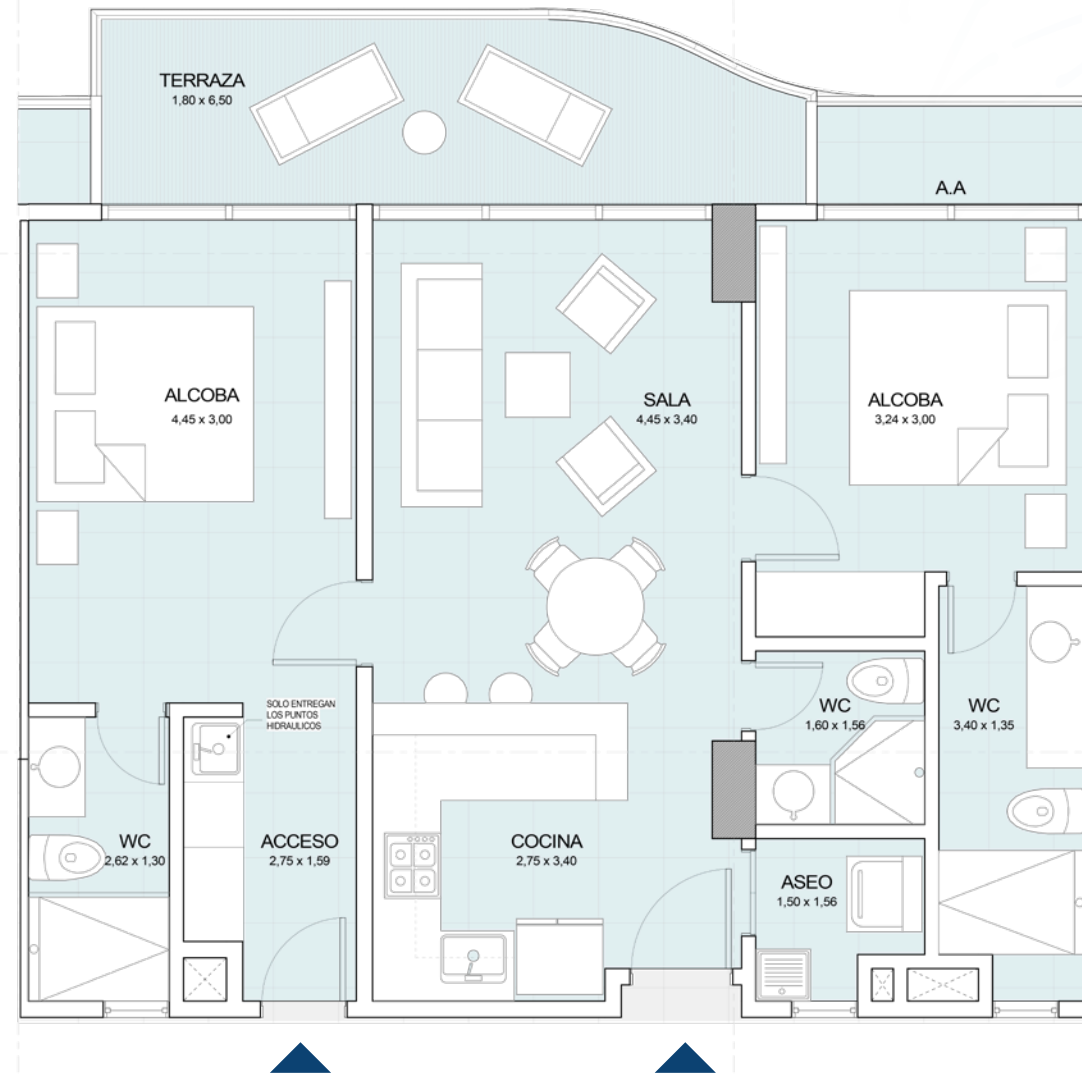 TERRAZA
1,80 x 6,50
A.A
ALCOBA
4,45 x 3,00
SALA
4,45 x 3,40
ALCOBA
3,24 x 3,00
SOLO ENTREGAN
LOS PUNTOS
HIDRAULICOS
WC
1,60 x 1,56
WC
3,40 x 1,35
WC
2,62 x 1,30
ACCESO
2,75 x 1,59
COCINA
2,75 x 3,40
ASEO
1,50 x 1,56